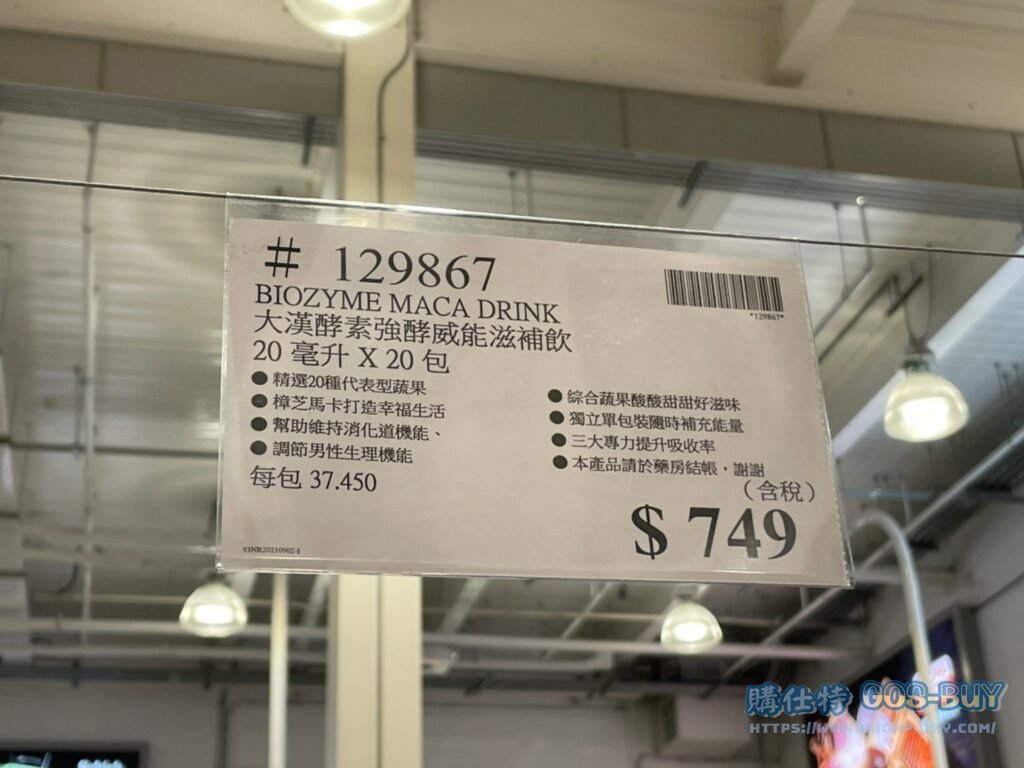 # 129867
*129867*
BIOZYME MACA DRINK
大漢酵素強酵威能滋補飲
20 毫升 X 20 包
● 精選20種代表型蔬果
● 樟芝馬卡打造幸福生活
● 幫助維持消化道機能、
● 調節男性生理機能
● 綜合蔬果酸酸甜甜好滋味
● 獨立單包裝隨時補充能量
● 三大專力提升吸收率
● 本產品請於藥房結帳，謝謝
每包 37.450
（含稅）
$ 749
93NR20210902-1
購仕特 GOS-BUY